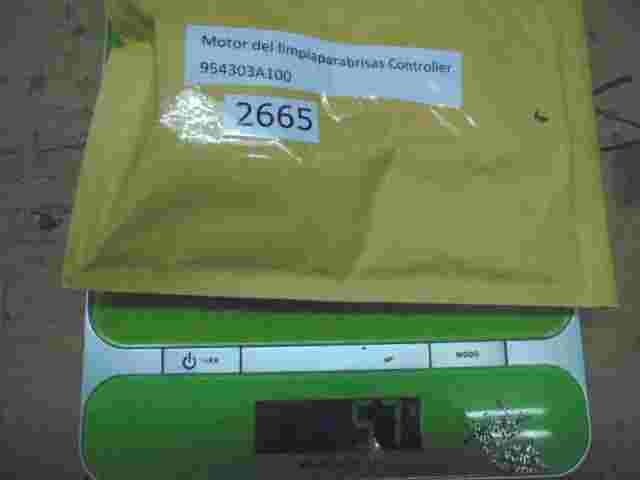 Motor del limpiaparabrisas Controller
954303A100
2665
MODE